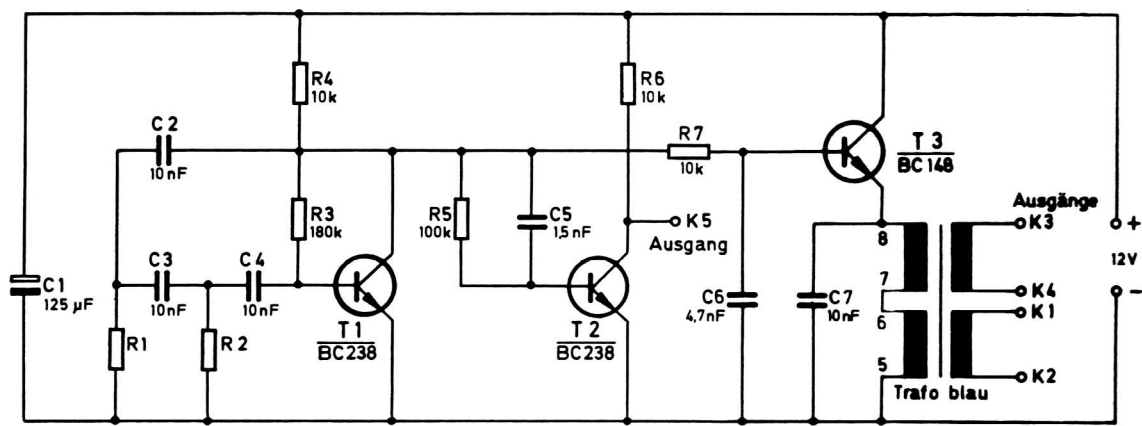 R4
10k
R6
10k
C2
10nF
R7
10k
T3
BC148
R3
180k
R5
100k
C5
1,5nF
K5
Ausgang
Ausgänge
K3
+
8
12V
C1
125 µF
C3
10nF
C4
10nF
7
K4
–
C6
4,7nF
C7
10nF
6
K1
R1
R2
T1
BC238
T2
BC238
5
K2
Trafo blau